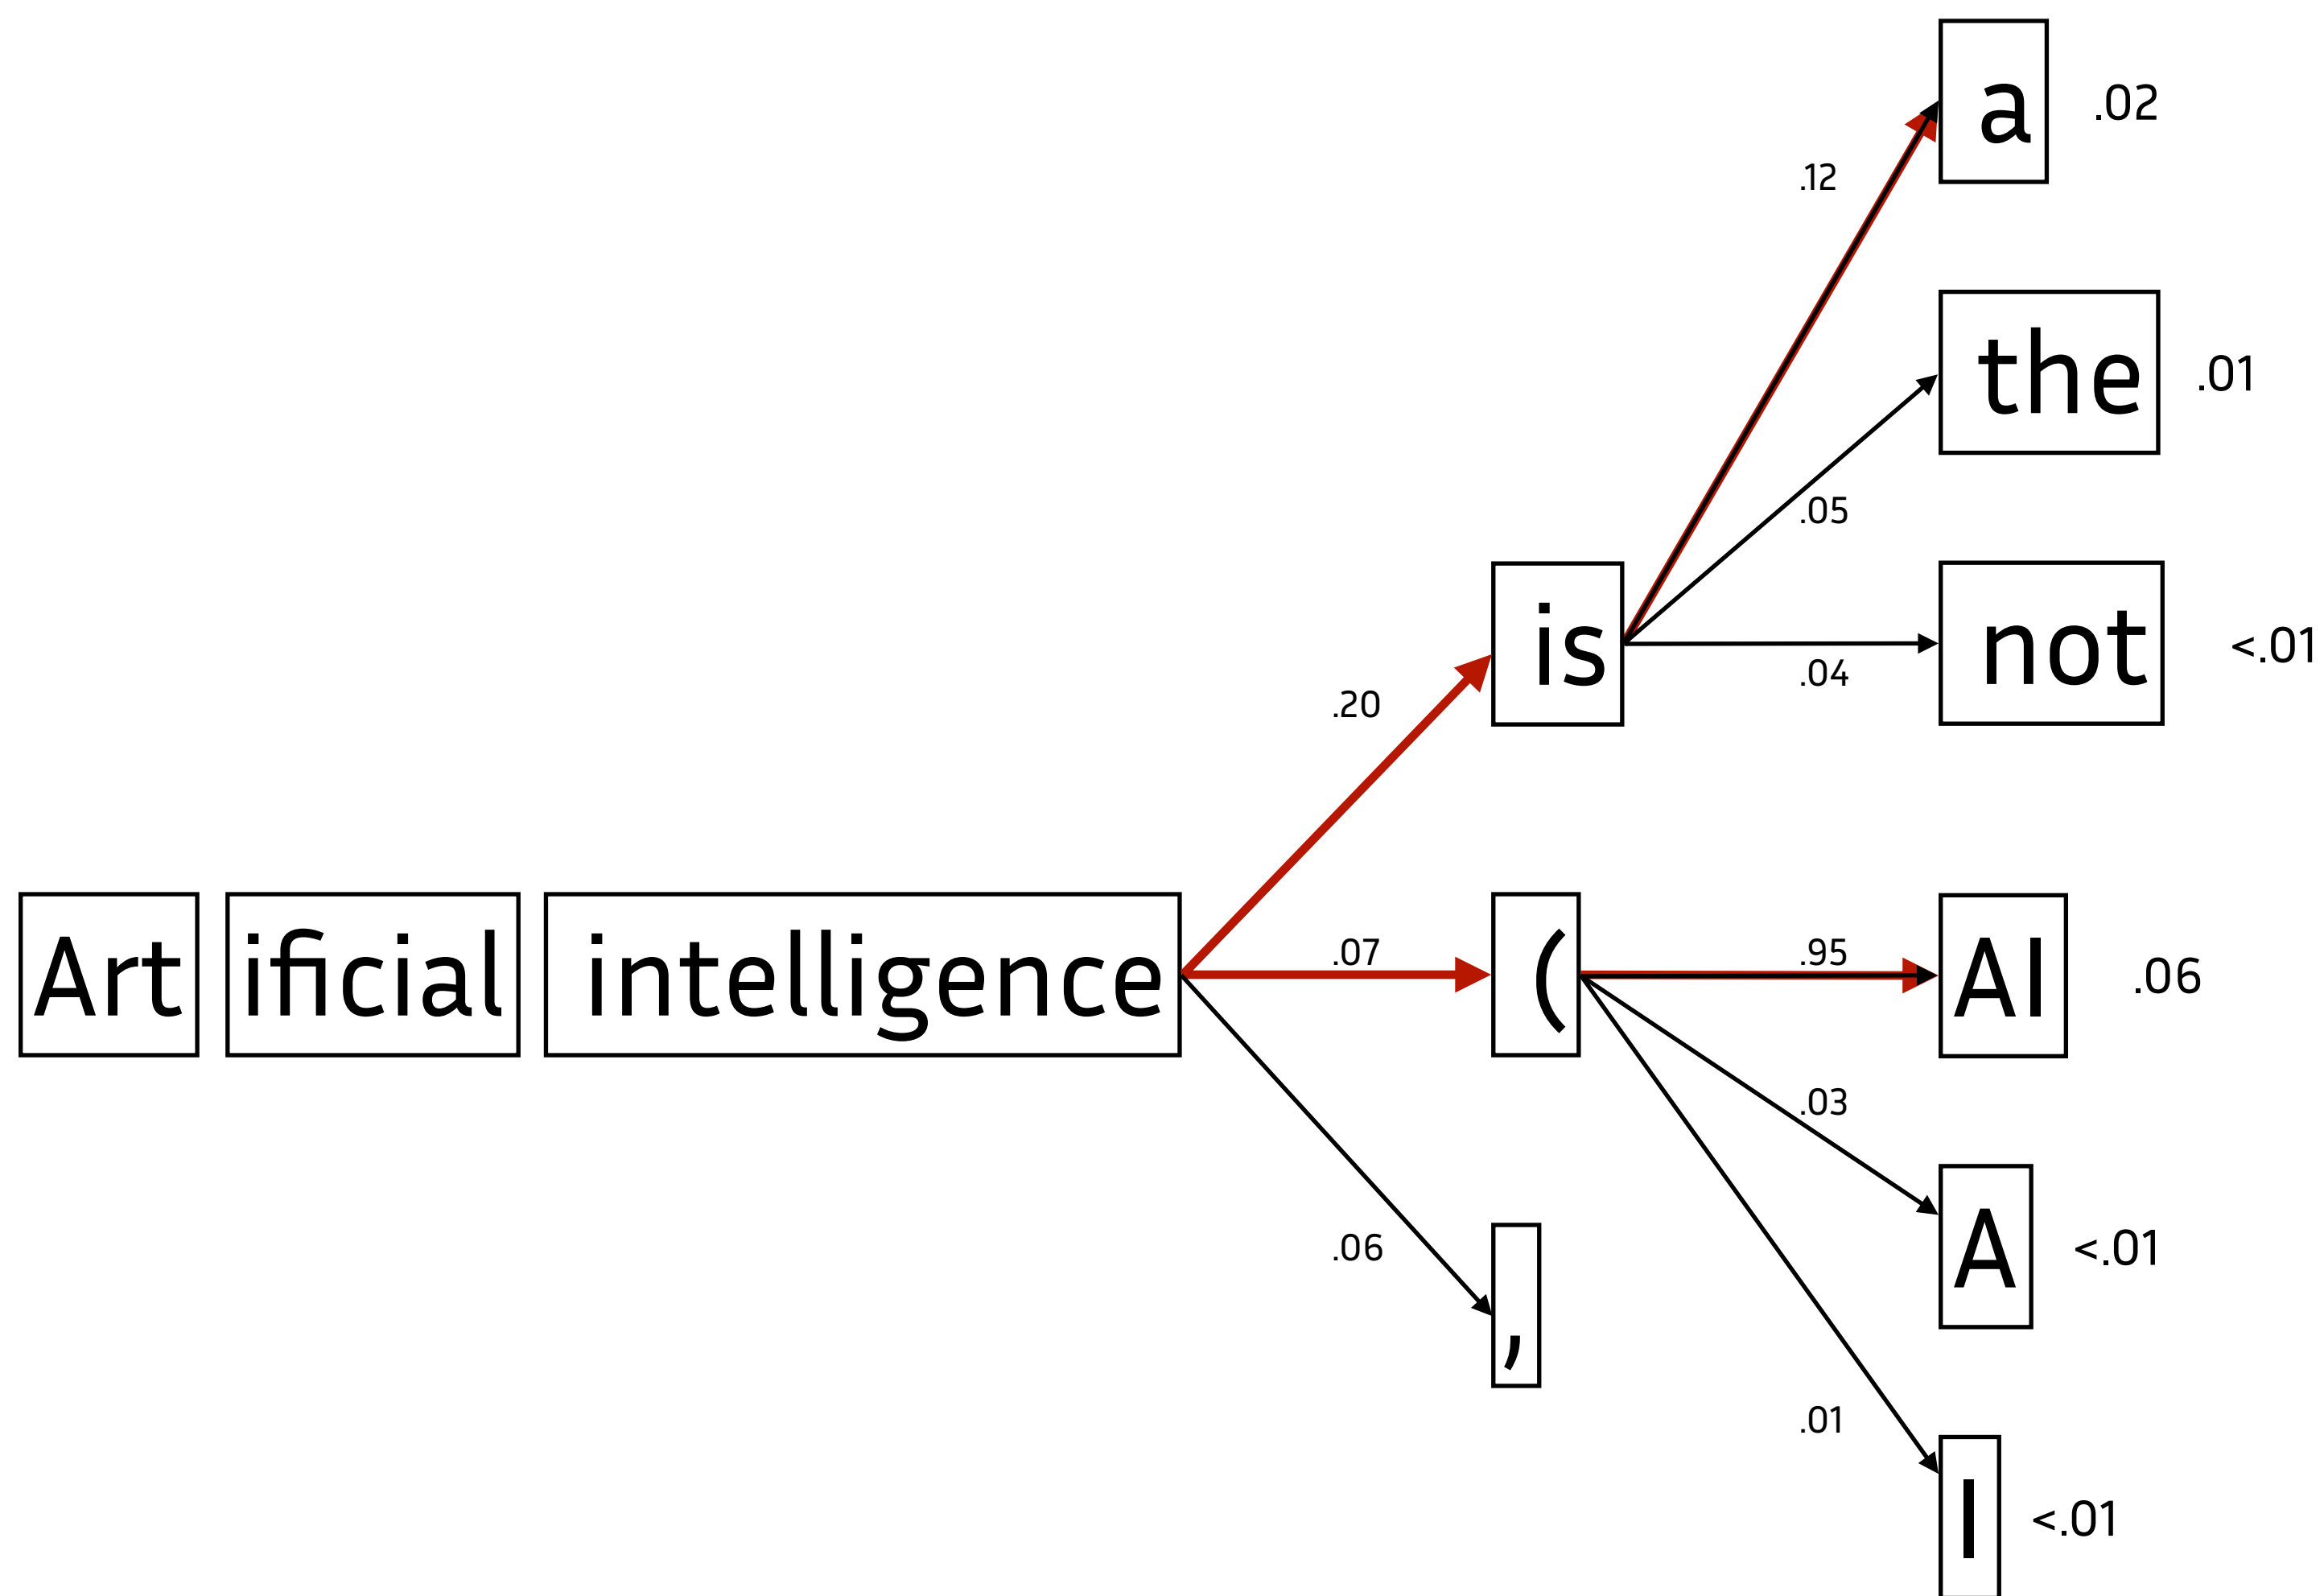 a .02
.12
the .01
.05
is not <.01
.04
.20
Art ificial intelligence .07 ( .95 AI .06
.03
A <.01
.06
,
.01
I <.01